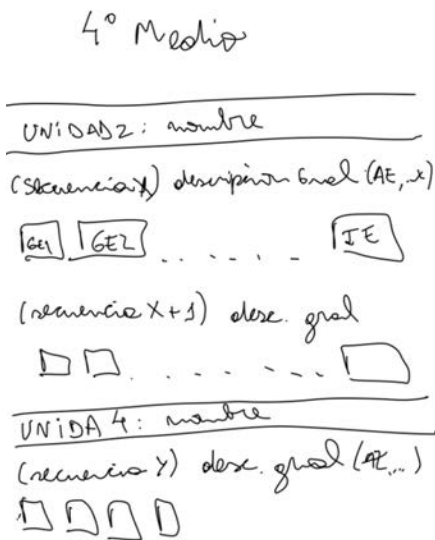 4° Medio
UNIDAD 2: nombre
(secuencia X) descripción Gral (AE, ..x)
GE1 GE2 ........ IE
(secuencia X+1) desc. gral
UNIDA 4: nombre
(secuencia Y) desc. gral (AE,...)